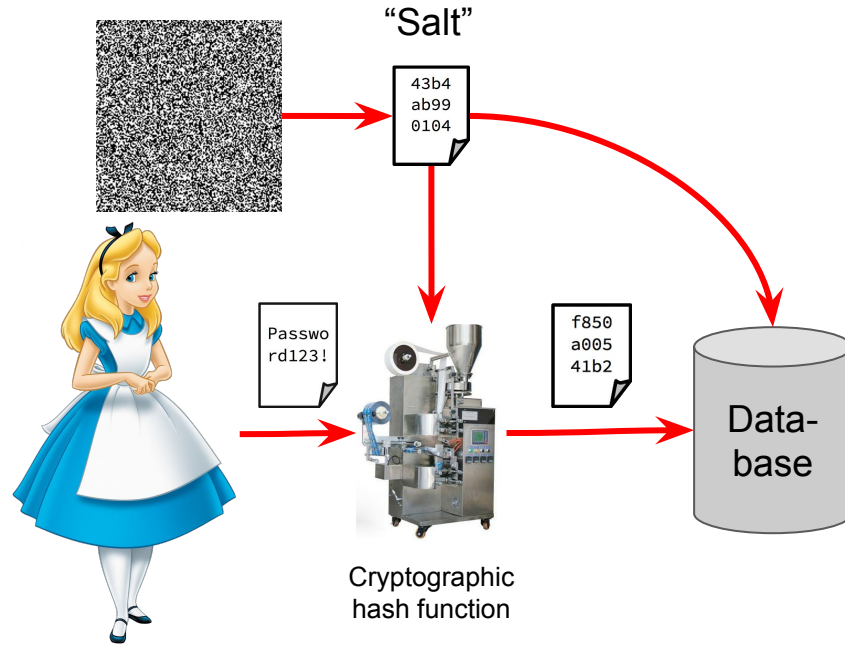 “Salt”
43b4
ab99
0104
Passwo
rd123!
f850
a005
41b2
Data-
base
Cryptographic
hash function